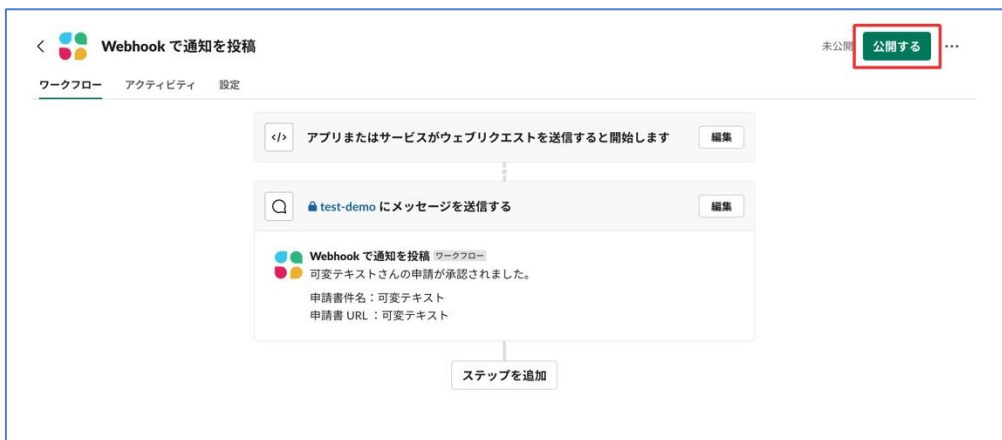 Webhook で通知を投稿
未公開
公開する
ワークフロー アクティビティ 設定
アプリまたはサービスがウェブリクエストを送信すると開始します
編集
test-demo にメッセージを送信する
編集
Webhook で通知を投稿 ワークフロー
可変テキストさんの申請が承認されました。
申請書件名：可変テキスト
申請書 URL ：可変テキスト
ステップを追加